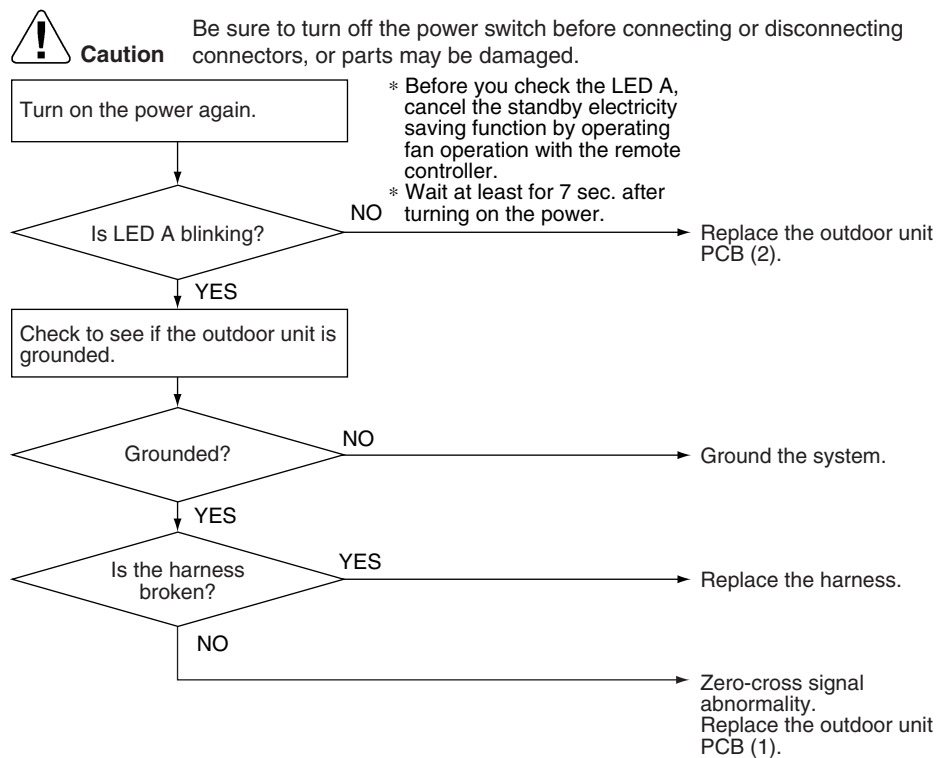 Be sure to turn off the power switch before connecting or disconnecting
Caution connectors, or parts may be damaged.
Turn on the power again.
* Before you check the LED A,
cancel the standby electricity
saving function by operating
fan operation with the remote
controller.
* Wait at least for 7 sec. after
turning on the power.
Is LED A blinking?
NO
Replace the outdoor unit
PCB (2).
YES
Check to see if the outdoor unit is
grounded.
Grounded?
NO
Ground the system.
YES
Is the harness
broken?
YES
Replace the harness.
NO
Zero-cross signal
abnormality.
Replace the outdoor unit
PCB (1).